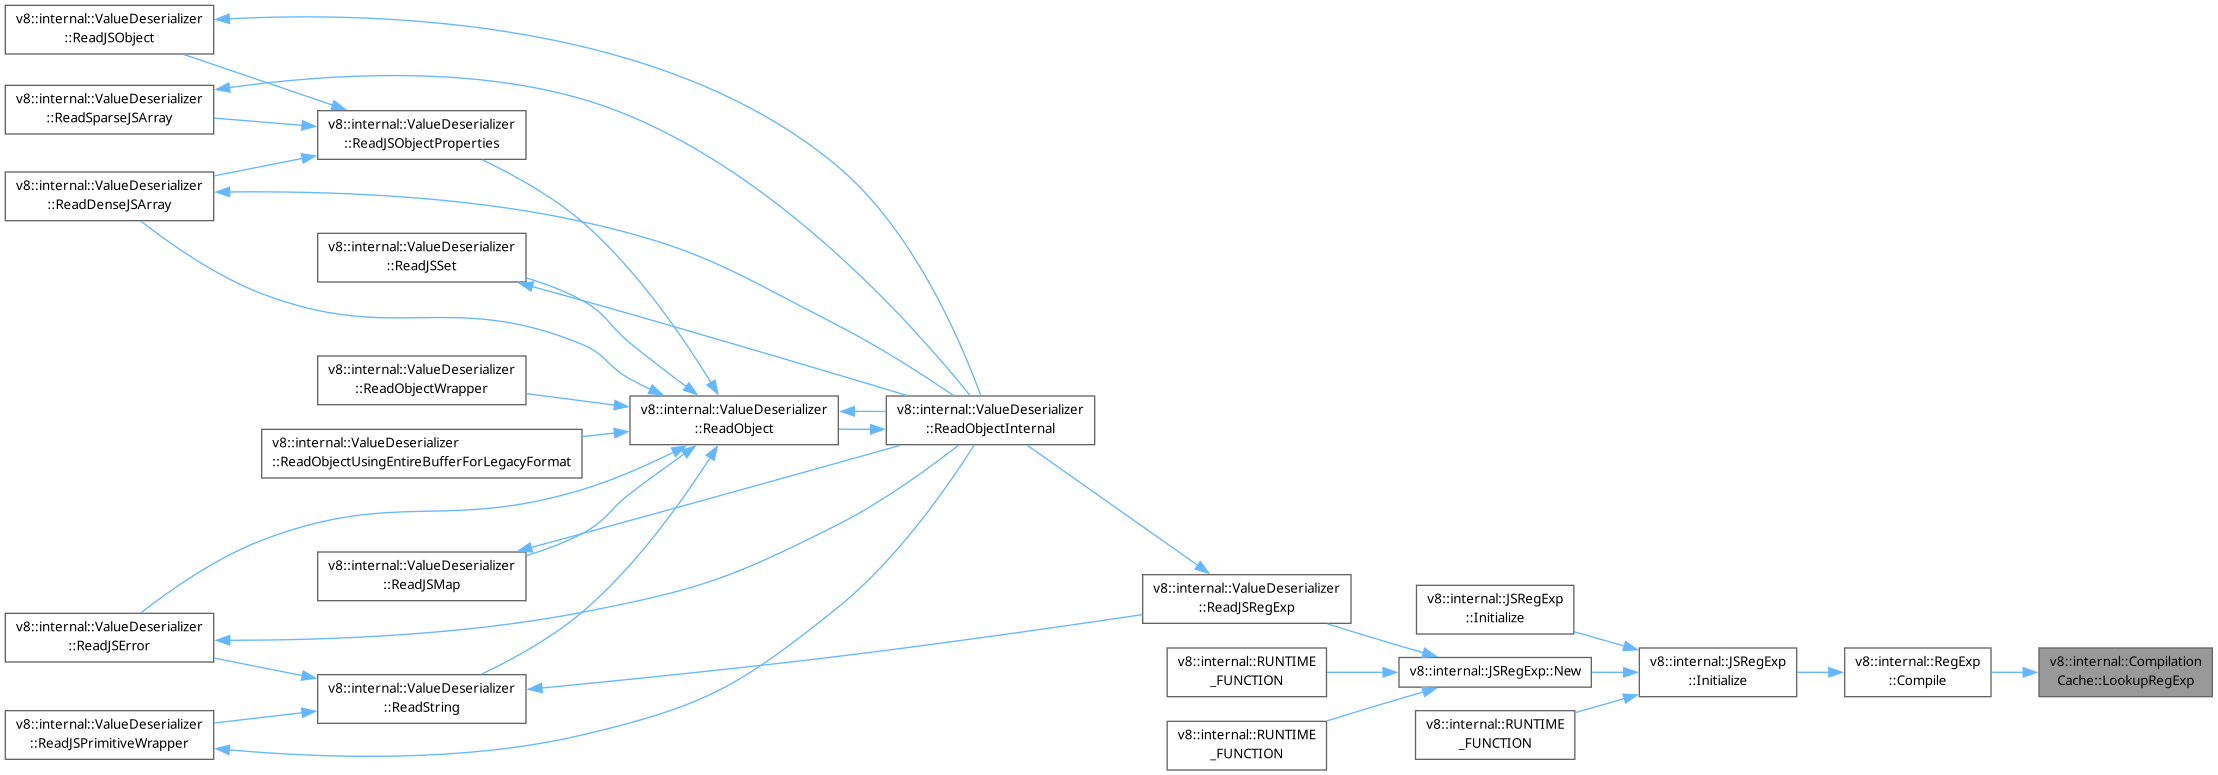 v8::internal::ValueDeserializer
::ReadJSObject
v8::internal::ValueDeserializer
::ReadSparseJSArray
v8::internal::ValueDeserializer
::ReadJSObjectProperties
v8::internal::ValueDeserializer
::ReadDenseJSArray
v8::internal::ValueDeserializer
::ReadJSSet
v8::internal::ValueDeserializer
::ReadObjectWrapper
v8::internal::ValueDeserializer
::ReadObject
v8::internal::ValueDeserializer
::ReadObjectInternal
v8::internal::ValueDeserializer
::ReadObjectUsingEntireBufferForLegacyFormat
v8::internal::ValueDeserializer
::ReadJSMap
v8::internal::ValueDeserializer
::ReadJSRegExp
v8::internal::JSRegExp
::Initialize
v8::internal::ValueDeserializer
::ReadJSError
v8::internal::RUNTIME
_FUNCTION
v8::internal::JSRegExp::New
v8::internal::JSRegExp
::Initialize
v8::internal::RegExp
::Compile
v8::internal::Compilation
Cache::LookupRegExp
v8::internal::ValueDeserializer
::ReadString
v8::internal::ValueDeserializer
::ReadJSPrimitiveWrapper
v8::internal::RUNTIME
_FUNCTION
v8::internal::RUNTIME
_FUNCTION